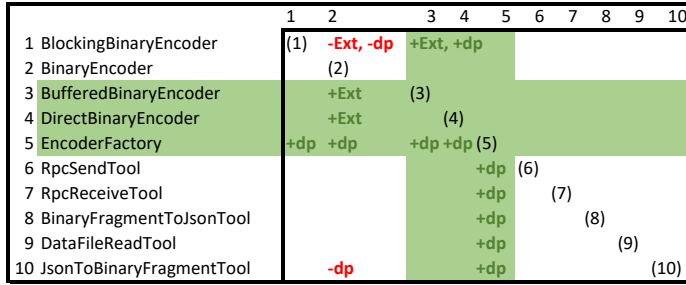 1 2 3 4 5 6 7 8 9 10
1 BlockingBinaryEncoder (1) -Ext, -dp +Ext, +dp
2 BinaryEncoder (2)
3 BufferedBinaryEncoder +Ext (3)
4 DirectBinaryEncoder +Ext (4)
5 EncoderFactory +dp +dp +dp +dp (5)
6 RpcSendTool +dp (6)
7 RpcReceiveTool +dp (7)
8 BinaryFragmentToJsonTool +dp (8)
9 DataFileReadTool +dp (9)
10 JsonToBinaryFragmentTool -dp +dp (10)